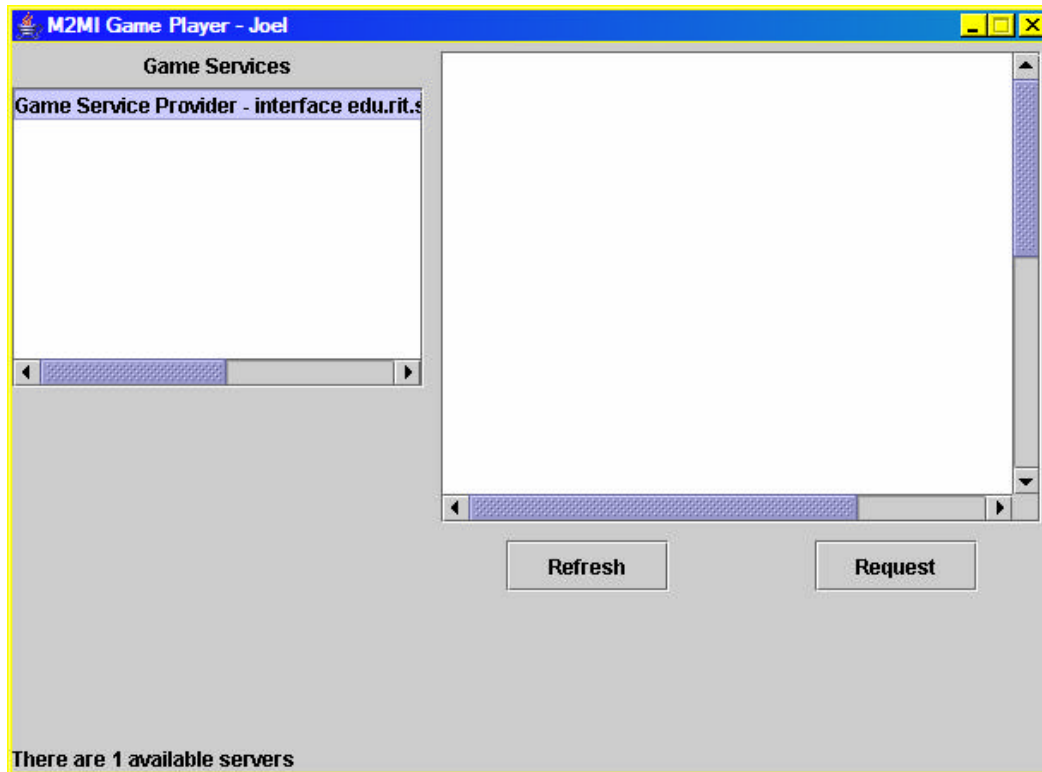 M2MI Game Player - Joel
Game Services
Game Service Provider - interface edu.rit.s
Refresh
Request
There are 1 available servers